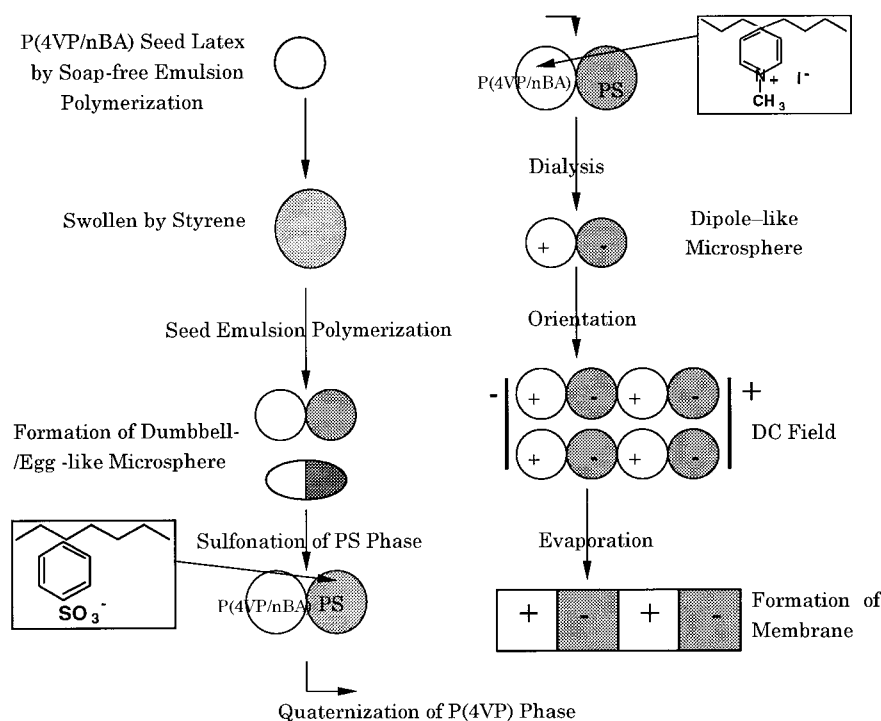 P(4VP/nBA) Seed Latex
by Soap-free Emulsion
Polymerization
Swollen by Styrene
Seed Emulsion Polymerization
Formation of Dumbbell-
/Egg -like Microsphere
Sulfonation of PS Phase
SO3-
P(4VP/nBA) PS
Quaternization of P(4VP) Phase
P(4VP/nBA) PS
N+ I-
CH3
Dialysis
+ -
Dipole–like
Microsphere
Orientation
- + - + - +
+ - + -
DC Field
Evaporation
+ - + -
Formation of
Membrane